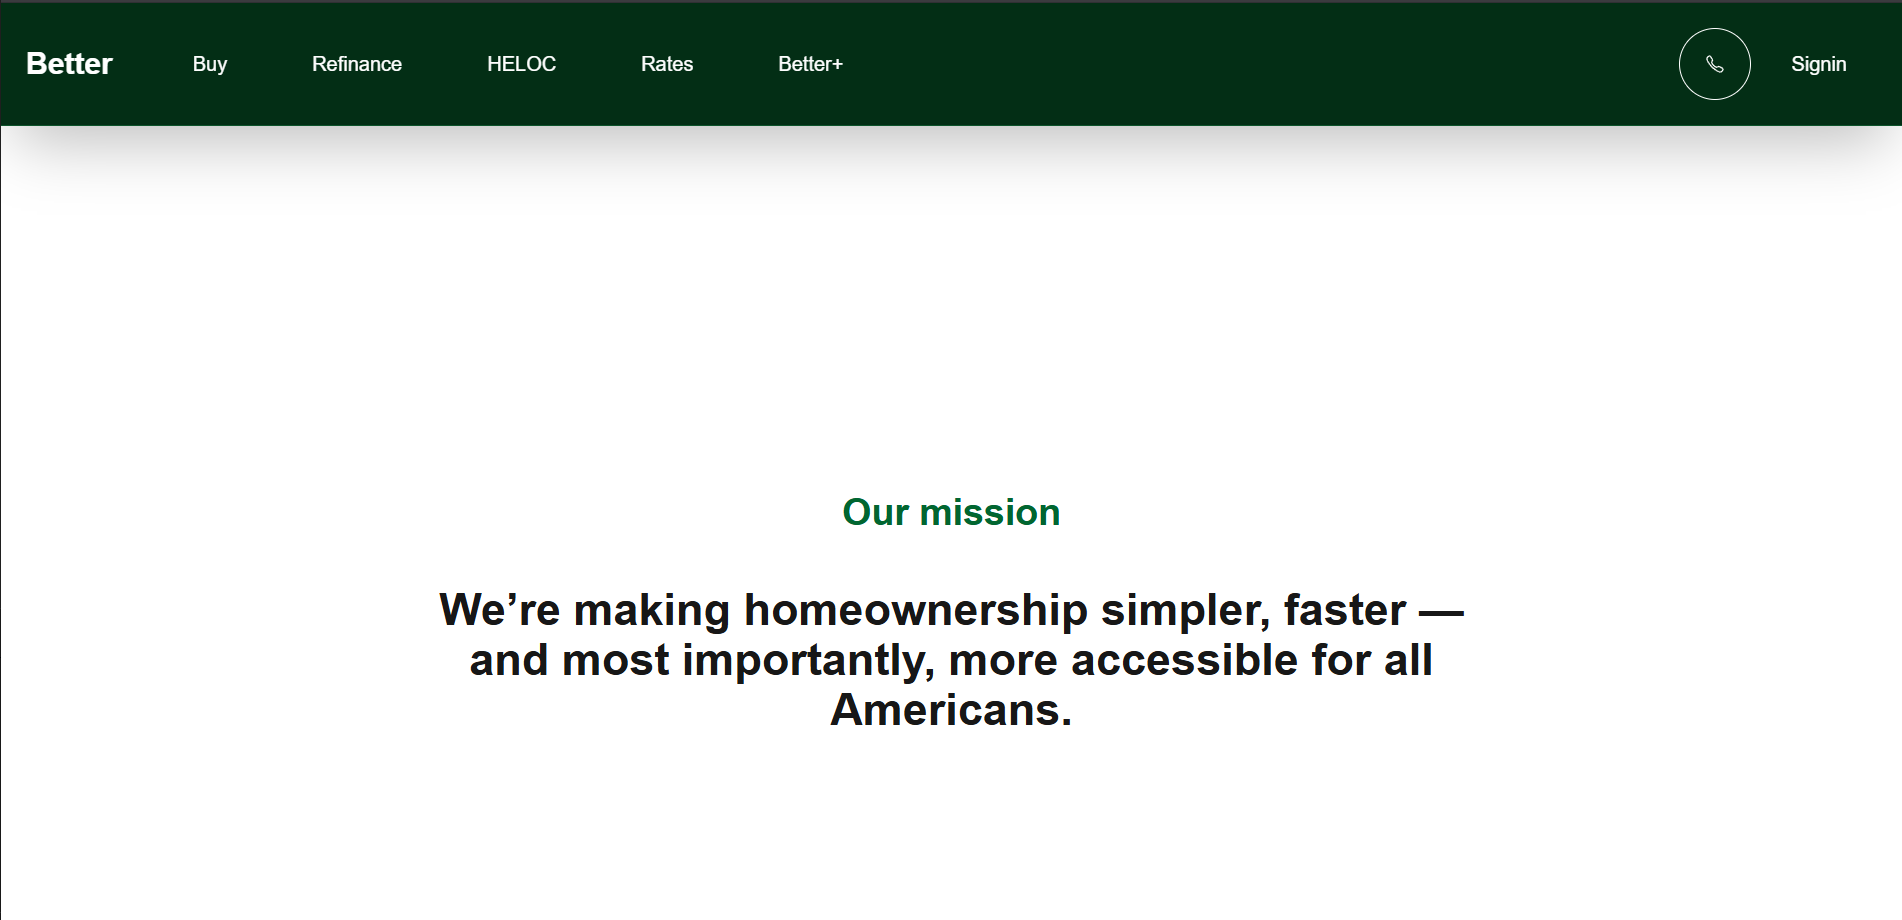 Better Buy Refinance HELOC Rates Better+ Signin
Our mission
We’re making homeownership simpler, faster —
and most importantly, more accessible for all
Americans.